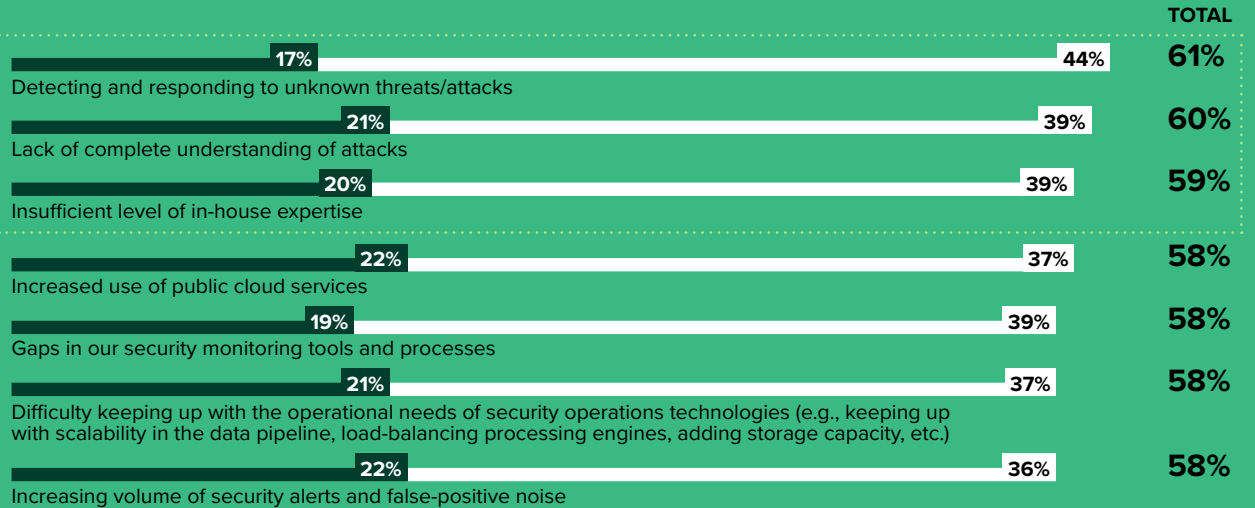 TOTAL
17% 44% 61%
Detecting and responding to unknown threats/attacks
21% 39% 60%
Lack of complete understanding of attacks
20% 39% 59%
Insufficient level of in-house expertise
22% 37% 58%
Increased use of public cloud services
19% 39% 58%
Gaps in our security monitoring tools and processes
21% 37% 58%
Difficulty keeping up with the operational needs of security operations technologies (e.g., keeping up
with scalability in the data pipeline, load-balancing processing engines, adding storage capacity, etc.)
22% 36% 58%
Increasing volume of security alerts and false-positive noise